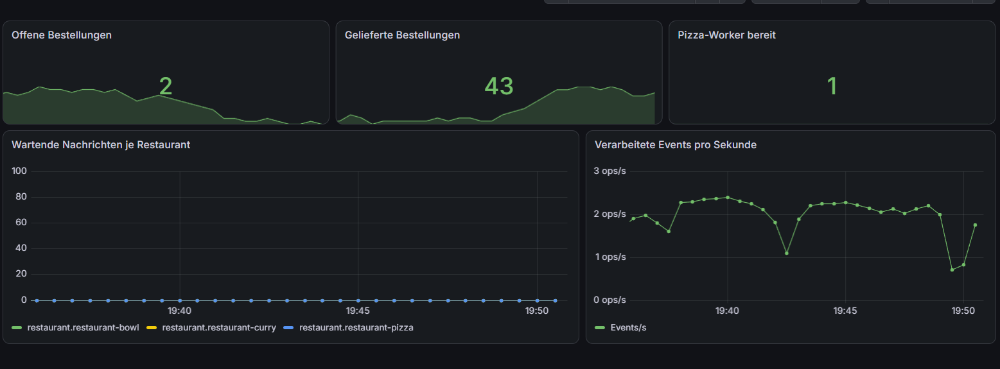 Offene Bestellungen
2
Gelieferte Bestellungen
43
Pizza-Worker bereit
1
Wartende Nachrichten je Restaurant
100
80
60
40
20
0
19:40 19:45 19:50
restaurant.restaurant-bowl restaurant.restaurant-curry restaurant.restaurant-pizza
Verarbeitete Events pro Sekunde
3 ops/s
2 ops/s
1 ops/s
0 ops/s
19:40 19:45 19:50
Events/s